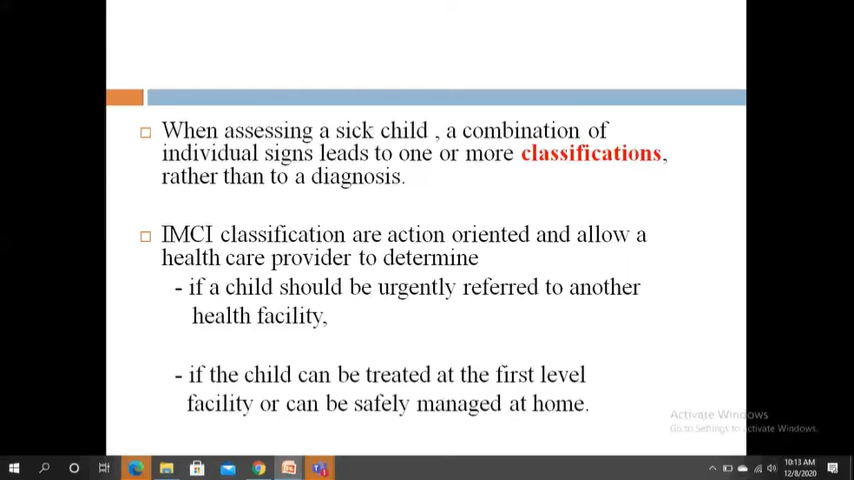 When assessing a sick child , a combination of
individual signs leads to one or more classifications,
rather than to a diagnosis.
IMCI classification are action oriented and allow a
health care provider to determine
- if a child should be urgently referred to another
health facility,
- if the child can be treated at the first level
facility or can be safely managed at home.
Activate Windows
Go to Settings to Activate Windows.
10:13 AM
12/8/2020